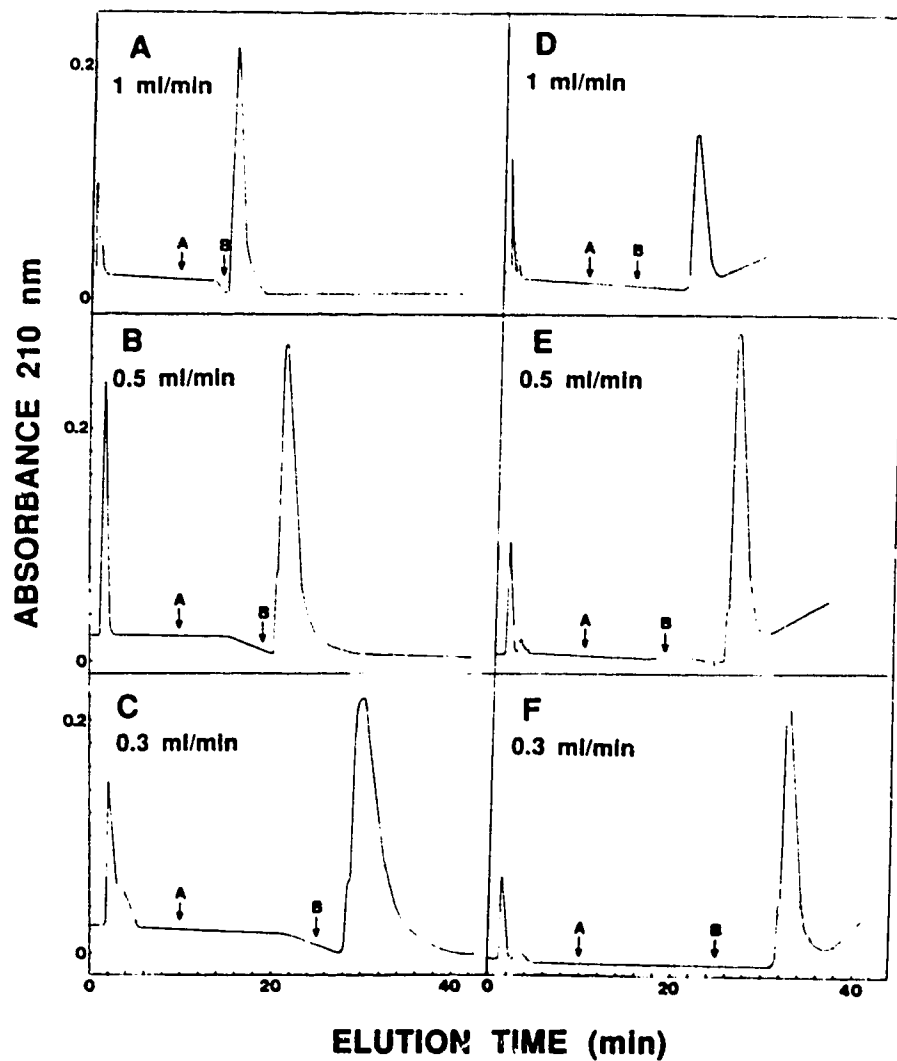 A
1 ml/min
0.2
A
B
0
D
1 ml/min
A
B
B
0.5 ml/min
0.2
A
B
0
E
0.5 ml/min
A
B
C
0.3 ml/min
0.2
A
B
0
F
0.3 ml/min
A
B
0
20
40
0
20
40
ABSORBANCE 210 nm
ELUTION TIME (min)